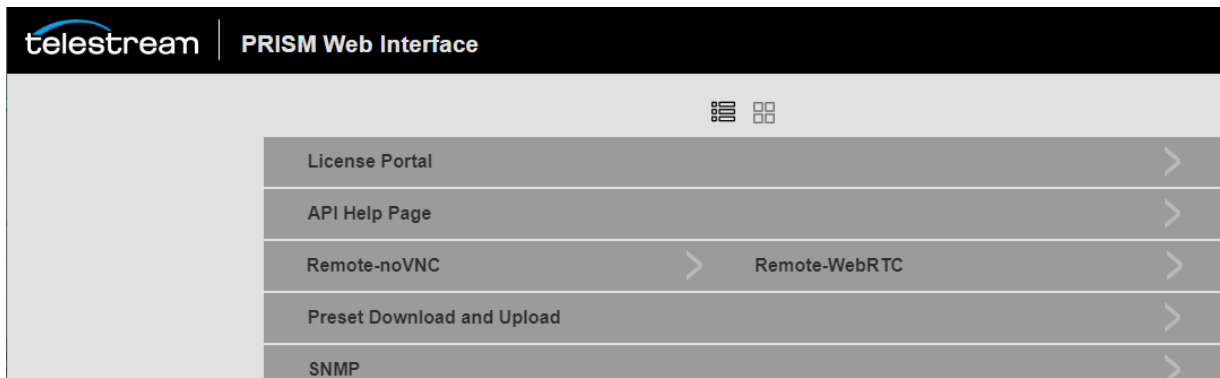 telestream
PRISM Web Interface
License Portal
API Help Page
Remote-noVNC
Remote-WebRTC
Preset Download and Upload
SNMP